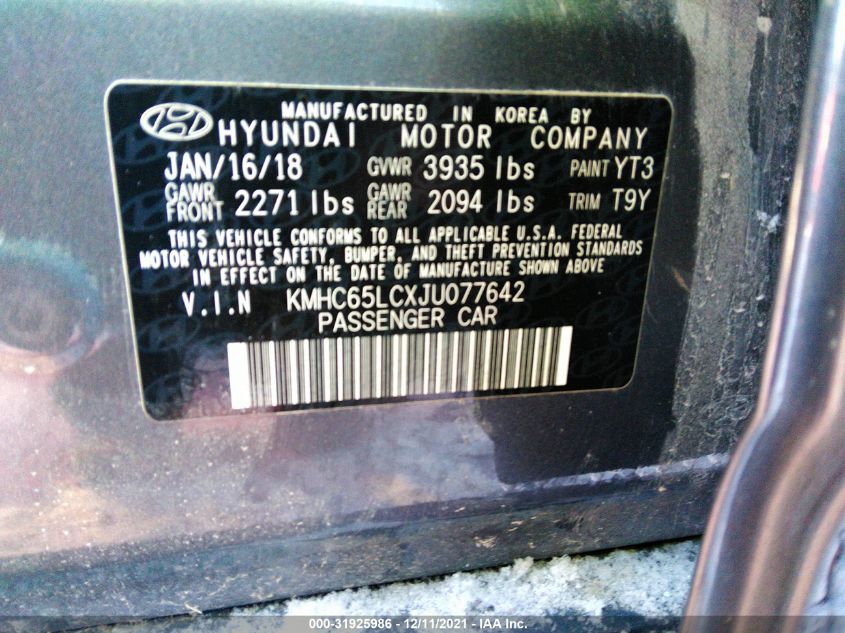 MANUFACTURED IN KOREA BY
HYUNDAI MOTOR COMPANY
JAN/16/18 GVWR 3935 lbs PAINT YT3
GAWR FRONT 2271 lbs GAWR REAR 2094 lbs TRIM T9Y
THIS VEHICLE CONFORMS TO ALL APPLICABLE U.S.A. FEDERAL
MOTOR VEHICLE SAFETY, BUMPER, AND THEFT PREVENTION STANDARDS
IN EFFECT ON THE DATE OF MANUFACTURE SHOWN ABOVE
V.I.N KMHC65LCXJU077642
PASSENGER CAR
000-31925986 - 12/11/2021 - IAA Inc.